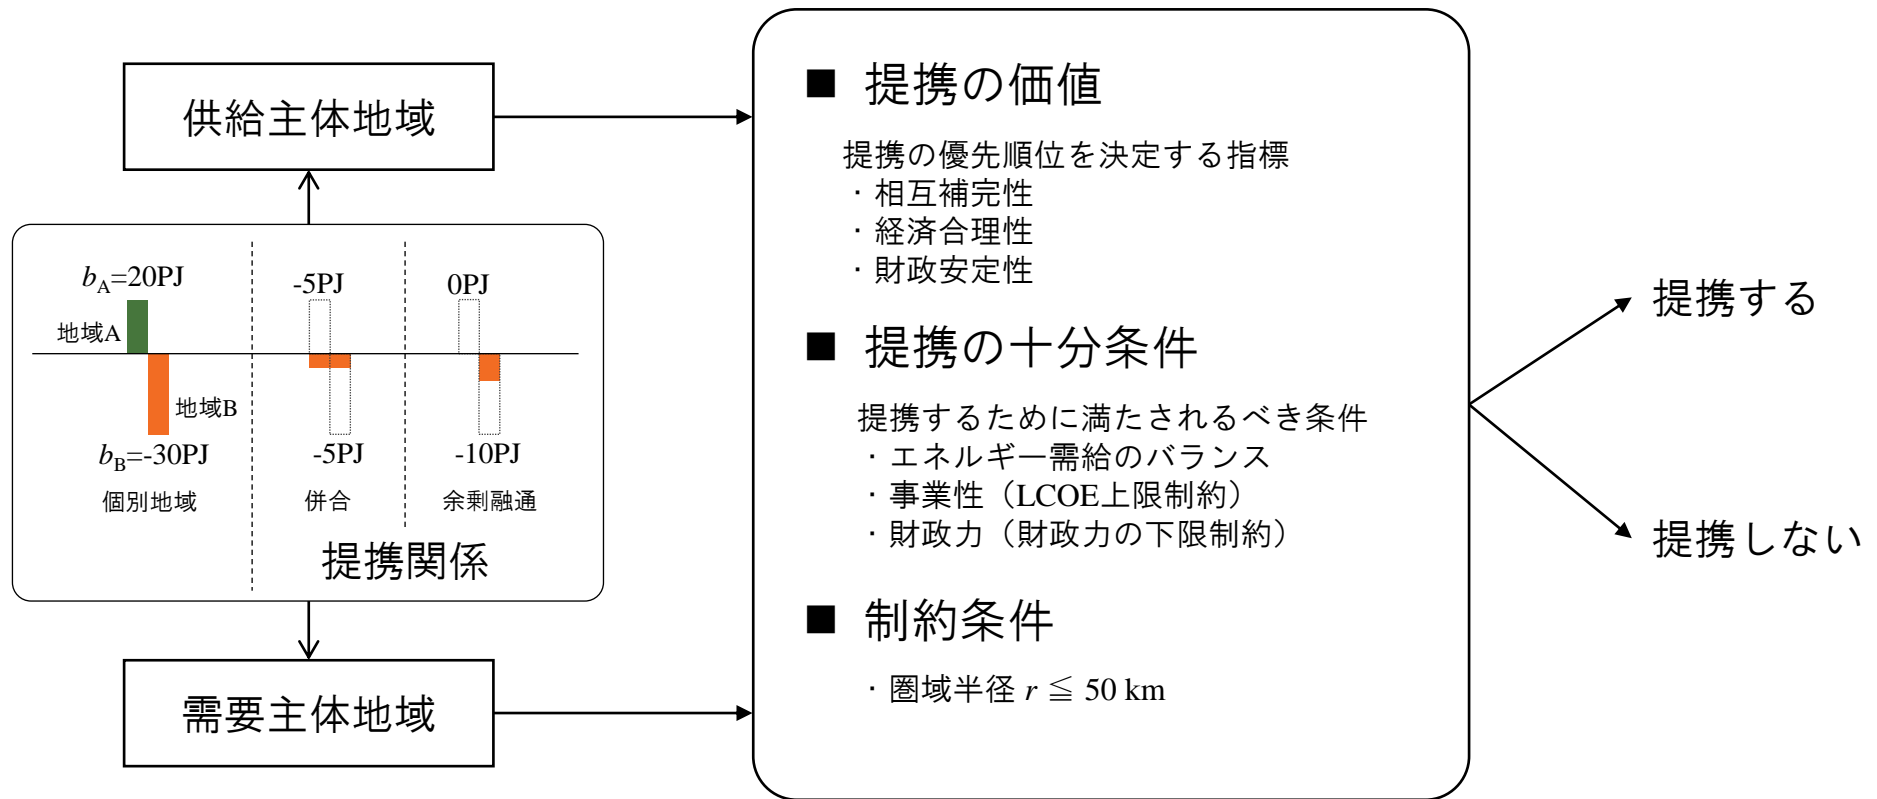 供給主体地域
bA=20PJ
地域A
地域B
bB=-30PJ
個別地域
-5PJ
-5PJ
併合
0PJ
-10PJ
余剰融通
提携関係
需要主体地域
■ 提携の価値
提携の優先順位を決定する指標
・相互補完性
・経済合理性
・財政安定性
■ 提携の十分条件
提携するために満たされるべき条件
・エネルギー需給のバランス
・事業性（LCOE上限制約）
・財政力（財政力の下限制約）
■ 制約条件
・圏域半径 r ≦ 50 km
提携する
提携しない